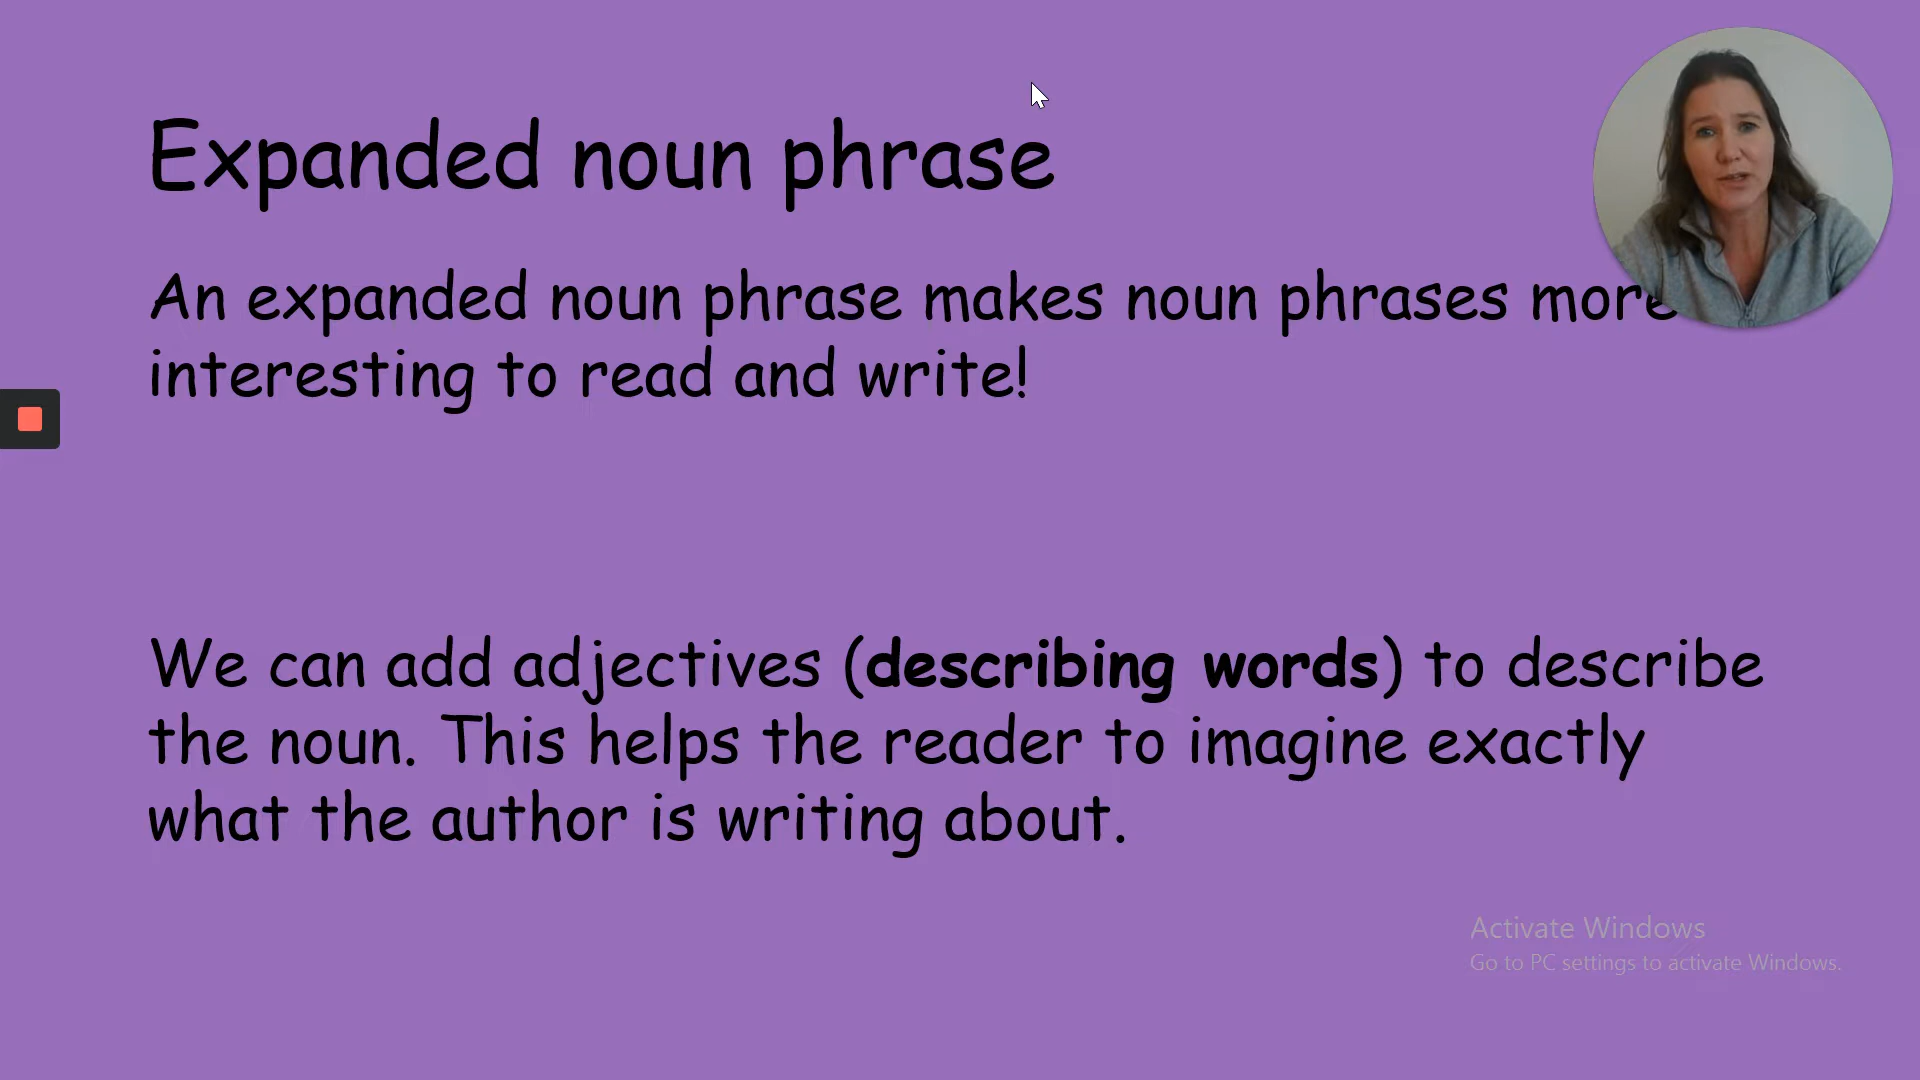 Expanded noun phrase
An expanded noun phrase makes noun phrases more
interesting to read and write!
We can add adjectives (describing words) to describe
the noun. This helps the reader to imagine exactly
what the author is writing about.
Activate Windows
Go to PC settings to activate Windows.